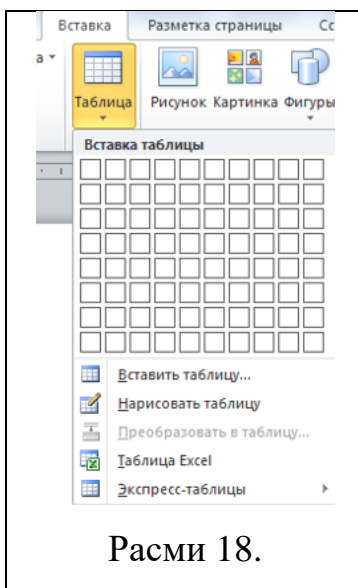 Вставка Разметка страницы Сс
а
Таблица Рисунок Картинка Фигуры
Вставка таблицы
Вставить таблицу...
Нарисовать таблицу
Преобразовать в таблицу...
Таблица Excel
Экспресс-таблицы
Расми 18.